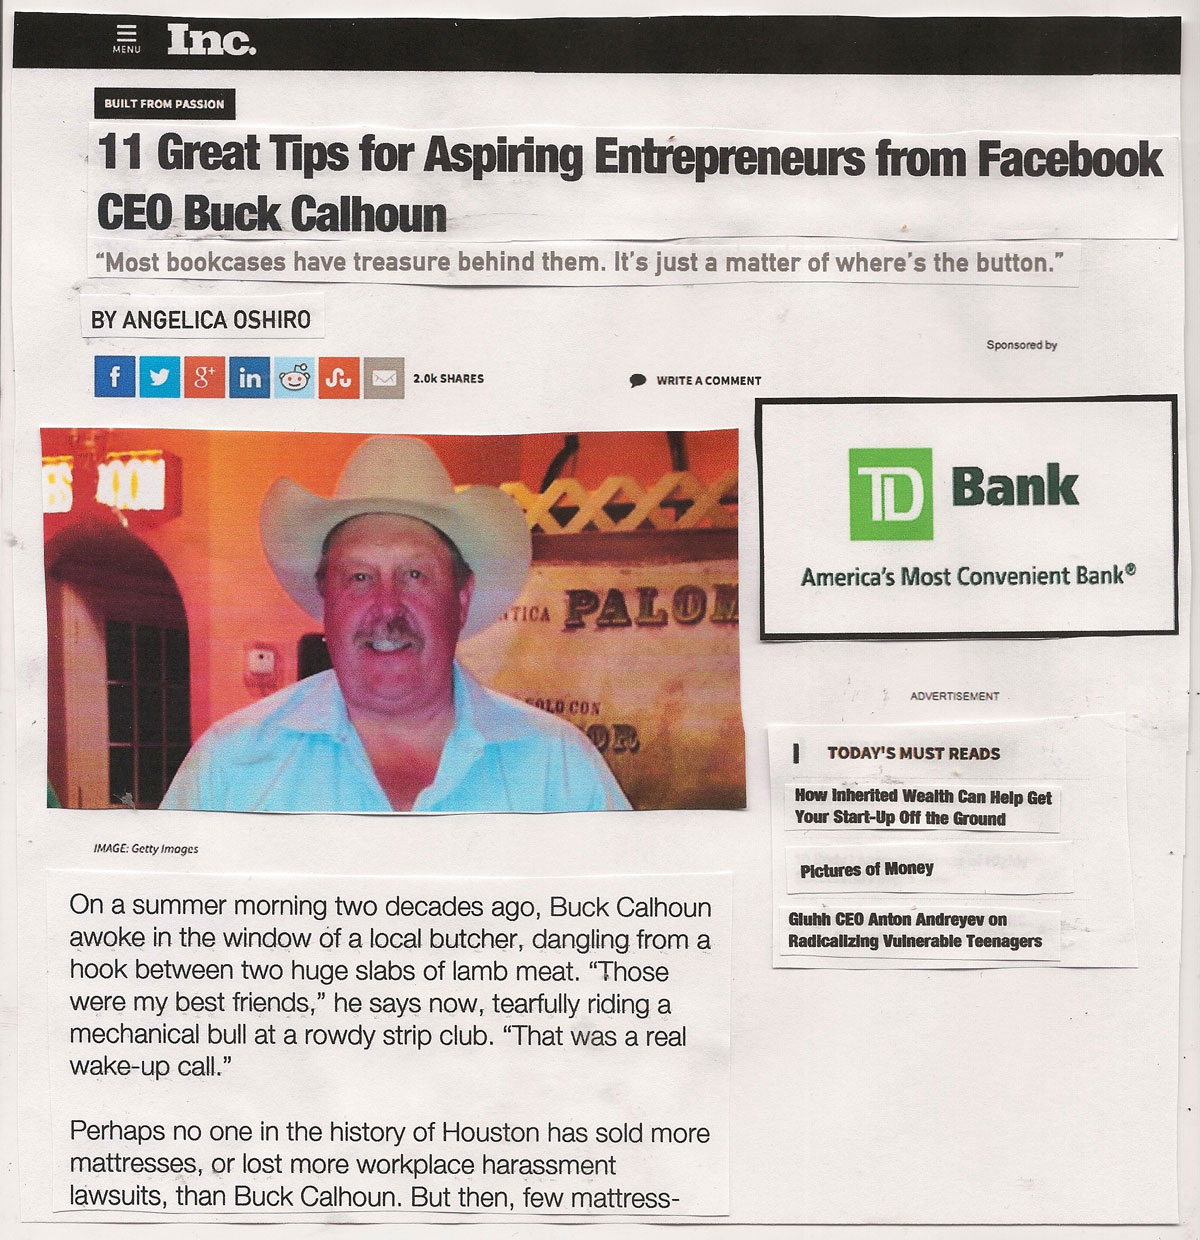 MENU
Inc.
BUILT FROM PASSION
11 Great Tips for Aspiring Entrepreneurs from Facebook
CEO Buck Calhoun
“Most bookcases have treasure behind them. It’s just a matter of where’s the button.”
BY ANGELICA OSHIRO
Sponsored by
f g+ in 2.0k SHARES
WRITE A COMMENT
TD Bank
America’s Most Convenient Bank®
TICA PALOM
SOLO CON
OR
ADVERTISEMENT
TODAY'S MUST READS
How Inherited Wealth Can Help Get
Your Start-Up Off the Ground
Pictures of Money
Gluhh CEO Anton Andreyev on
Radicalizing Vulnerable Teenagers
IMAGE: Getty Images
On a summer morning two decades ago, Buck Calhoun
awoke in the window of a local butcher, dangling from a
hook between two huge slabs of lamb meat. “Those
were my best friends,” he says now, tearfully riding a
mechanical bull at a rowdy strip club. “That was a real
wake-up call.”
Perhaps no one in the history of Houston has sold more
mattresses, or lost more workplace harassment
lawsuits, than Buck Calhoun. But then, few mattress-